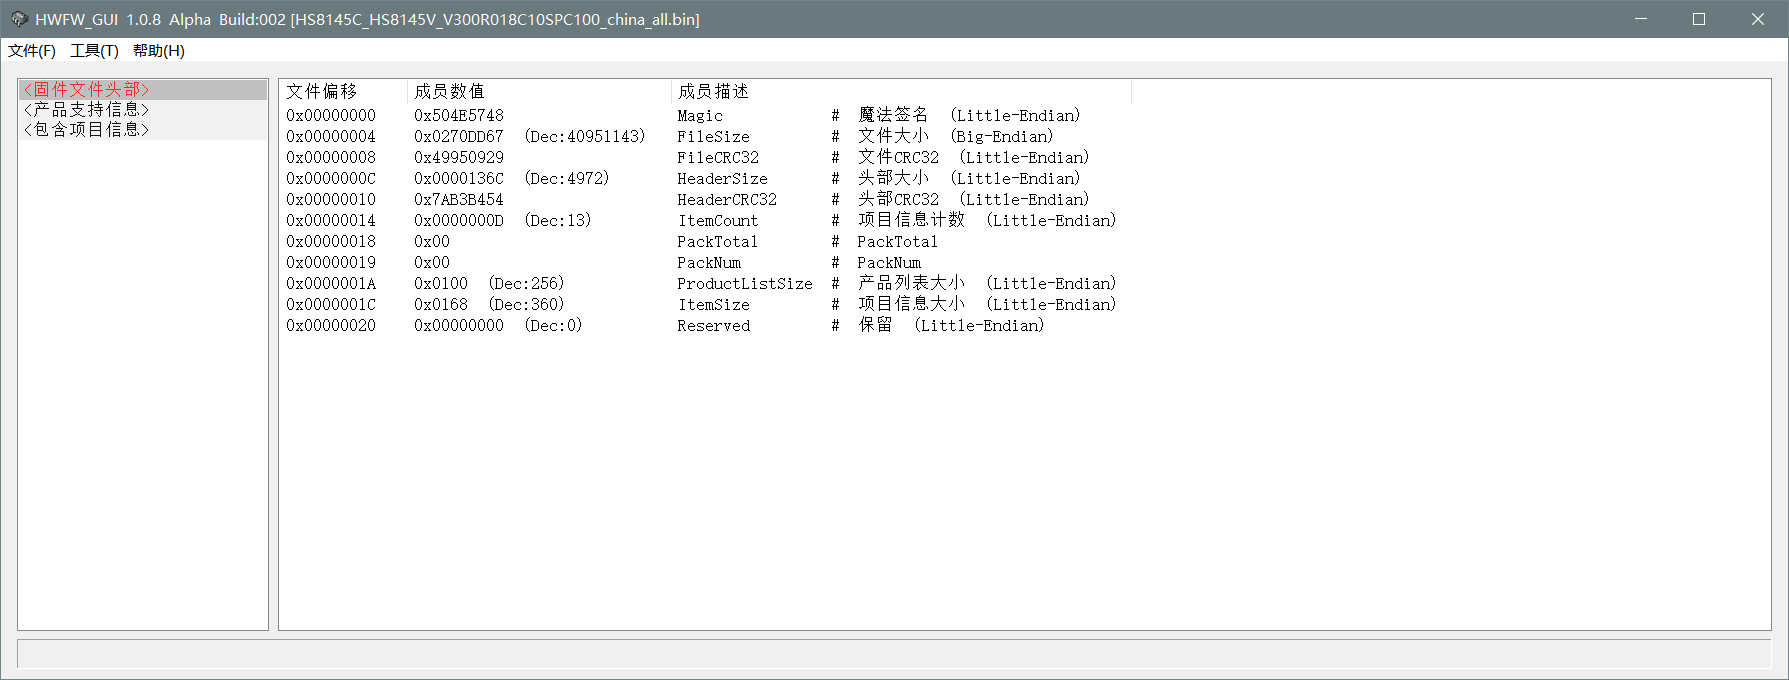 HWFW_GUI 1.0.8 Alpha Build:002 [HS8145C_HS8145V_V300R018C10SPC100_china_all.bin]
文件(F) 工具(T) 帮助(H)
<固件文件头部>
<产品支持信息>
<包含项目信息>
文件偏移 成员数值 成员描述
0x00000000 0x504E5748 Magic # 魔法签名 (Little-Endian)
0x00000004 0x0270DD67 (Dec:40951143) FileSize # 文件大小 (Big-Endian)
0x00000008 0x49950929 FileCRC32 # 文件CRC32 (Little-Endian)
0x0000000C 0x0000136C (Dec:4972) HeaderSize # 头部大小 (Little-Endian)
0x00000010 0x7AB3B454 HeaderCRC32 # 头部CRC32 (Little-Endian)
0x00000014 0x0000000D (Dec:13) ItemCount # 项目信息计数 (Little-Endian)
0x00000018 0x00 PackTotal # PackTotal
0x00000019 0x00 PackNum # PackNum
0x0000001A 0x0100 (Dec:256) ProductListSize # 产品列表大小 (Little-Endian)
0x0000001C 0x0168 (Dec:360) ItemSize # 项目信息大小 (Little-Endian)
0x00000020 0x00000000 (Dec:0) Reserved # 保留 (Little-Endian)